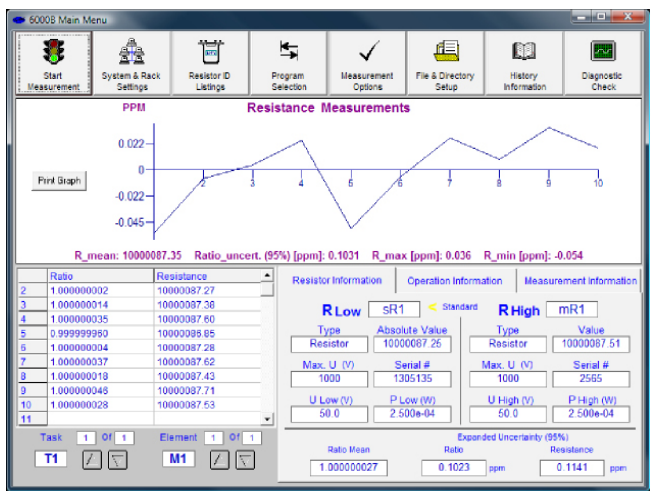 6000B Main Menu
Start Measurement
System & Rack Settings
Resistor ID Listings
Program Selection
Measurement Options
File & Directory Setup
History Information
Diagnostic Check
PPM Resistance Measurements
0.022
0
-0.022
-0.045
2 3 4 5 6 7 8 9 10
Print Graph
R_mean: 10000087.35 Ratio_uncert. (95%) [ppm]: 0.1031 R_max [ppm]: 0.036 R_min [ppm]: -0.054
Ratio Resistance
2 1.000000002 10000087.27
3 1.000000014 10000087.38
4 1.000000035 10000087.60
5 0.999999960 10000086.85
6 1.000000004 10000087.28
7 1.000000037 10000087.62
8 1.000000018 10000087.43
9 1.000000046 10000087.71
10 1.000000028 10000087.53
11
Task 1 Of 1 Element 1 Of 1
T1 M1
Resistor Information Operation Information Measurement Information
R Low sR1 < Standard R High mR1
Type Absolute Value Type Value
Resistor 10000087.25 Resistor 10000087.51
Max. U (V) Serial # Max. U (V) Serial #
1000 1305135 1000 2565
U Low (V) P Low (W) U High (V) P High (W)
50.0 2.500e-04 50.0 2.500e-04
Expanded Uncertainty (95%)
Ratio Mean Ratio Resistance
1.000000027 0.1023 ppm 0.1141 ppm